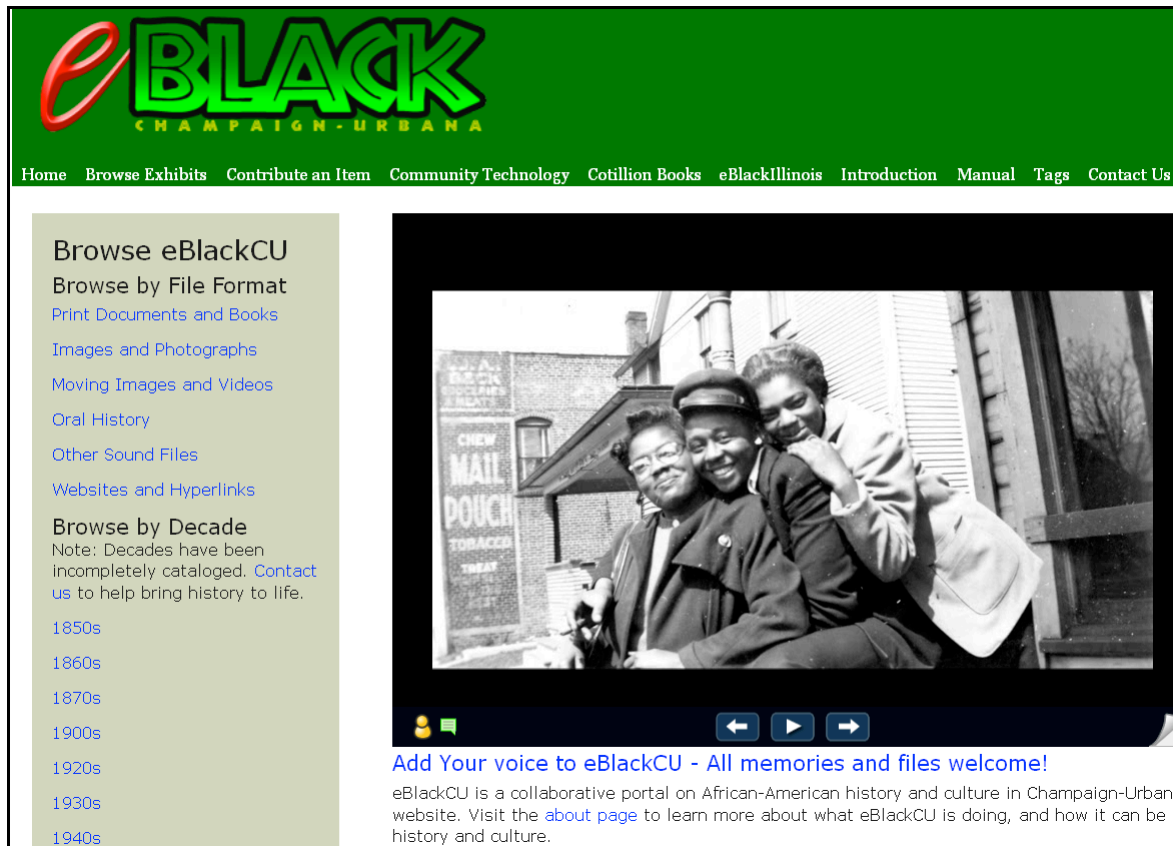 eBLACK
CHAMPAIGN-URBANA
Home Browse Exhibits Contribute an Item Community Technology Cotillion Books eBlackIllinois Introduction Manual Tags Contact Us
Browse eBlackCU
Browse by File Format
Print Documents and Books
Images and Photographs
Moving Images and Videos
Oral History
Other Sound Files
Websites and Hyperlinks
Browse by Decade
Note: Decades have been
incompletely cataloged. Contact
us to help bring history to life.
1850s
1860s
1870s
1900s
1920s
1930s
1940s
CHEW
MAIL
POUCH
TOBACCO
TREAT
Add Your voice to eBlackCU - All memories and files welcome!
eBlackCU is a collaborative portal on African-American history and culture in Champaign-Urban
website. Visit the about page to learn more about what eBlackCU is doing, and how it can be
history and culture.